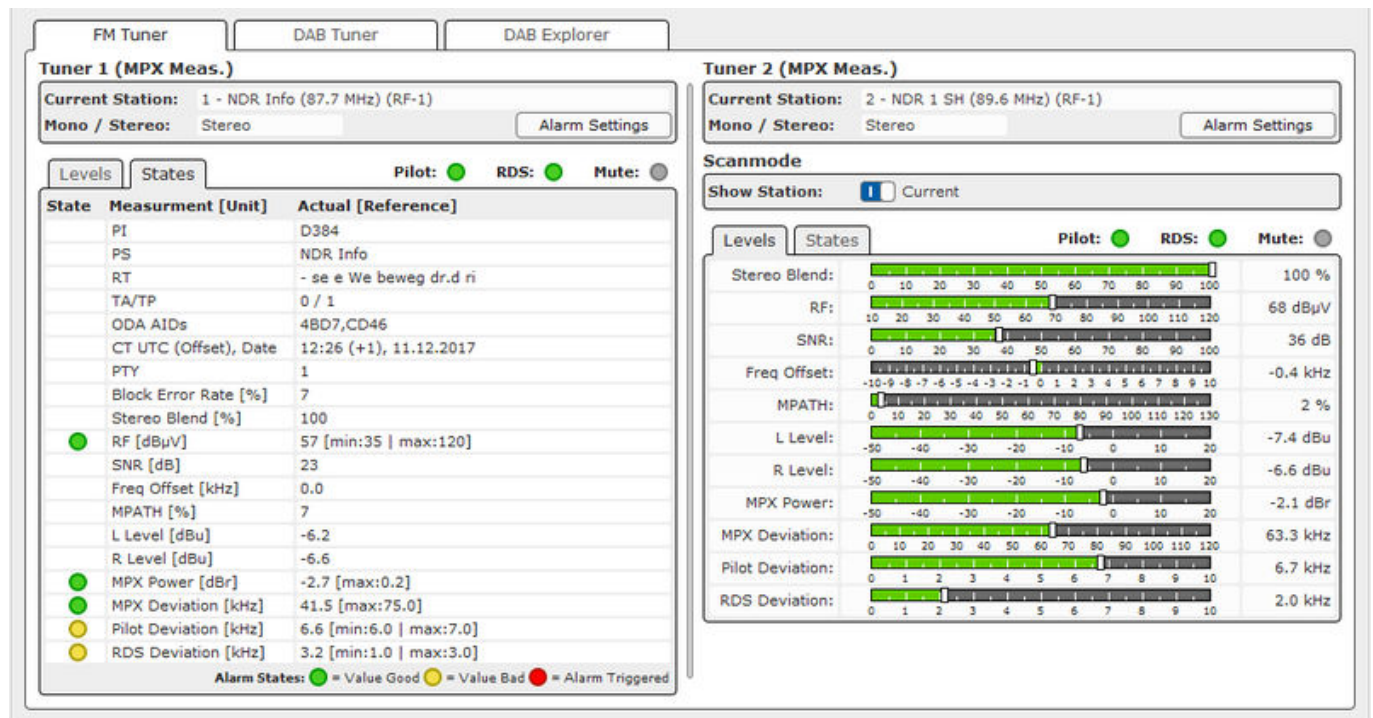 FM Tuner DAB Tuner DAB Explorer
Tuner 1 (MPX Meas.)
Current Station: 1 - NDR Info (87.7 MHz) (RF-1)
Mono / Stereo: Stereo Alarm Settings
Levels States Pilot: RDS: Mute:
State Measurment [Unit] Actual [Reference]
PI D384
PS NDR Info
RT - se e We beweg dr.d ri
TA/TP 0 / 1
ODA AIDs 4BD7,CD46
CT UTC (Offset), Date 12:26 (+1), 11.12.2017
PTY 1
Block Error Rate [%] 7
Stereo Blend [%] 100
RF [dBµV] 57 [min:35 | max:120]
SNR [dB] 23
Freq Offset [kHz] 0.0
MPATH [%] 7
L Level [dBu] -6.2
R Level [dBu] -6.6
MPX Power [dBr] -2.7 [max:0.2]
MPX Deviation [kHz] 41.5 [max:75.0]
Pilot Deviation [kHz] 6.6 [min:6.0 | max:7.0]
RDS Deviation [kHz] 3.2 [min:1.0 | max:3.0]
Alarm States: = Value Good = Value Bad = Alarm Triggered
Tuner 2 (MPX Meas.)
Current Station: 2 - NDR 1 SH (89.6 MHz) (RF-1)
Mono / Stereo: Stereo Alarm Settings
Scanmode
Show Station: I Current
Levels States Pilot: RDS: Mute:
Stereo Blend: 100 %
0 10 20 30 40 50 60 70 80 90 100
RF: 68 dBµV
10 20 30 40 50 60 70 80 90 100 110 120
SNR: 36 dB
0 10 20 30 40 50 60 70 80 90 100
Freq Offset: -0.4 kHz
-10 -9 -8 -7 -6 -5 -4 -3 -2 -1 0 1 2 3 4 5 6 7 8 9 10
MPATH: 2 %
0 10 20 30 40 50 60 70 80 90 100 110 120 130
L Level: -7.4 dBu
-50 -40 -30 -20 -10 0 10 20
R Level: -6.6 dBu
-50 -40 -30 -20 -10 0 10 20
MPX Power: -2.1 dBr
-50 -40 -30 -20 -10 0 10 20
MPX Deviation: 63.3 kHz
0 10 20 30 40 50 60 70 80 90 100 110 120
Pilot Deviation: 6.7 kHz
0 1 2 3 4 5 6 7 8 9 10
RDS Deviation: 2.0 kHz
0 1 2 3 4 5 6 7 8 9 10